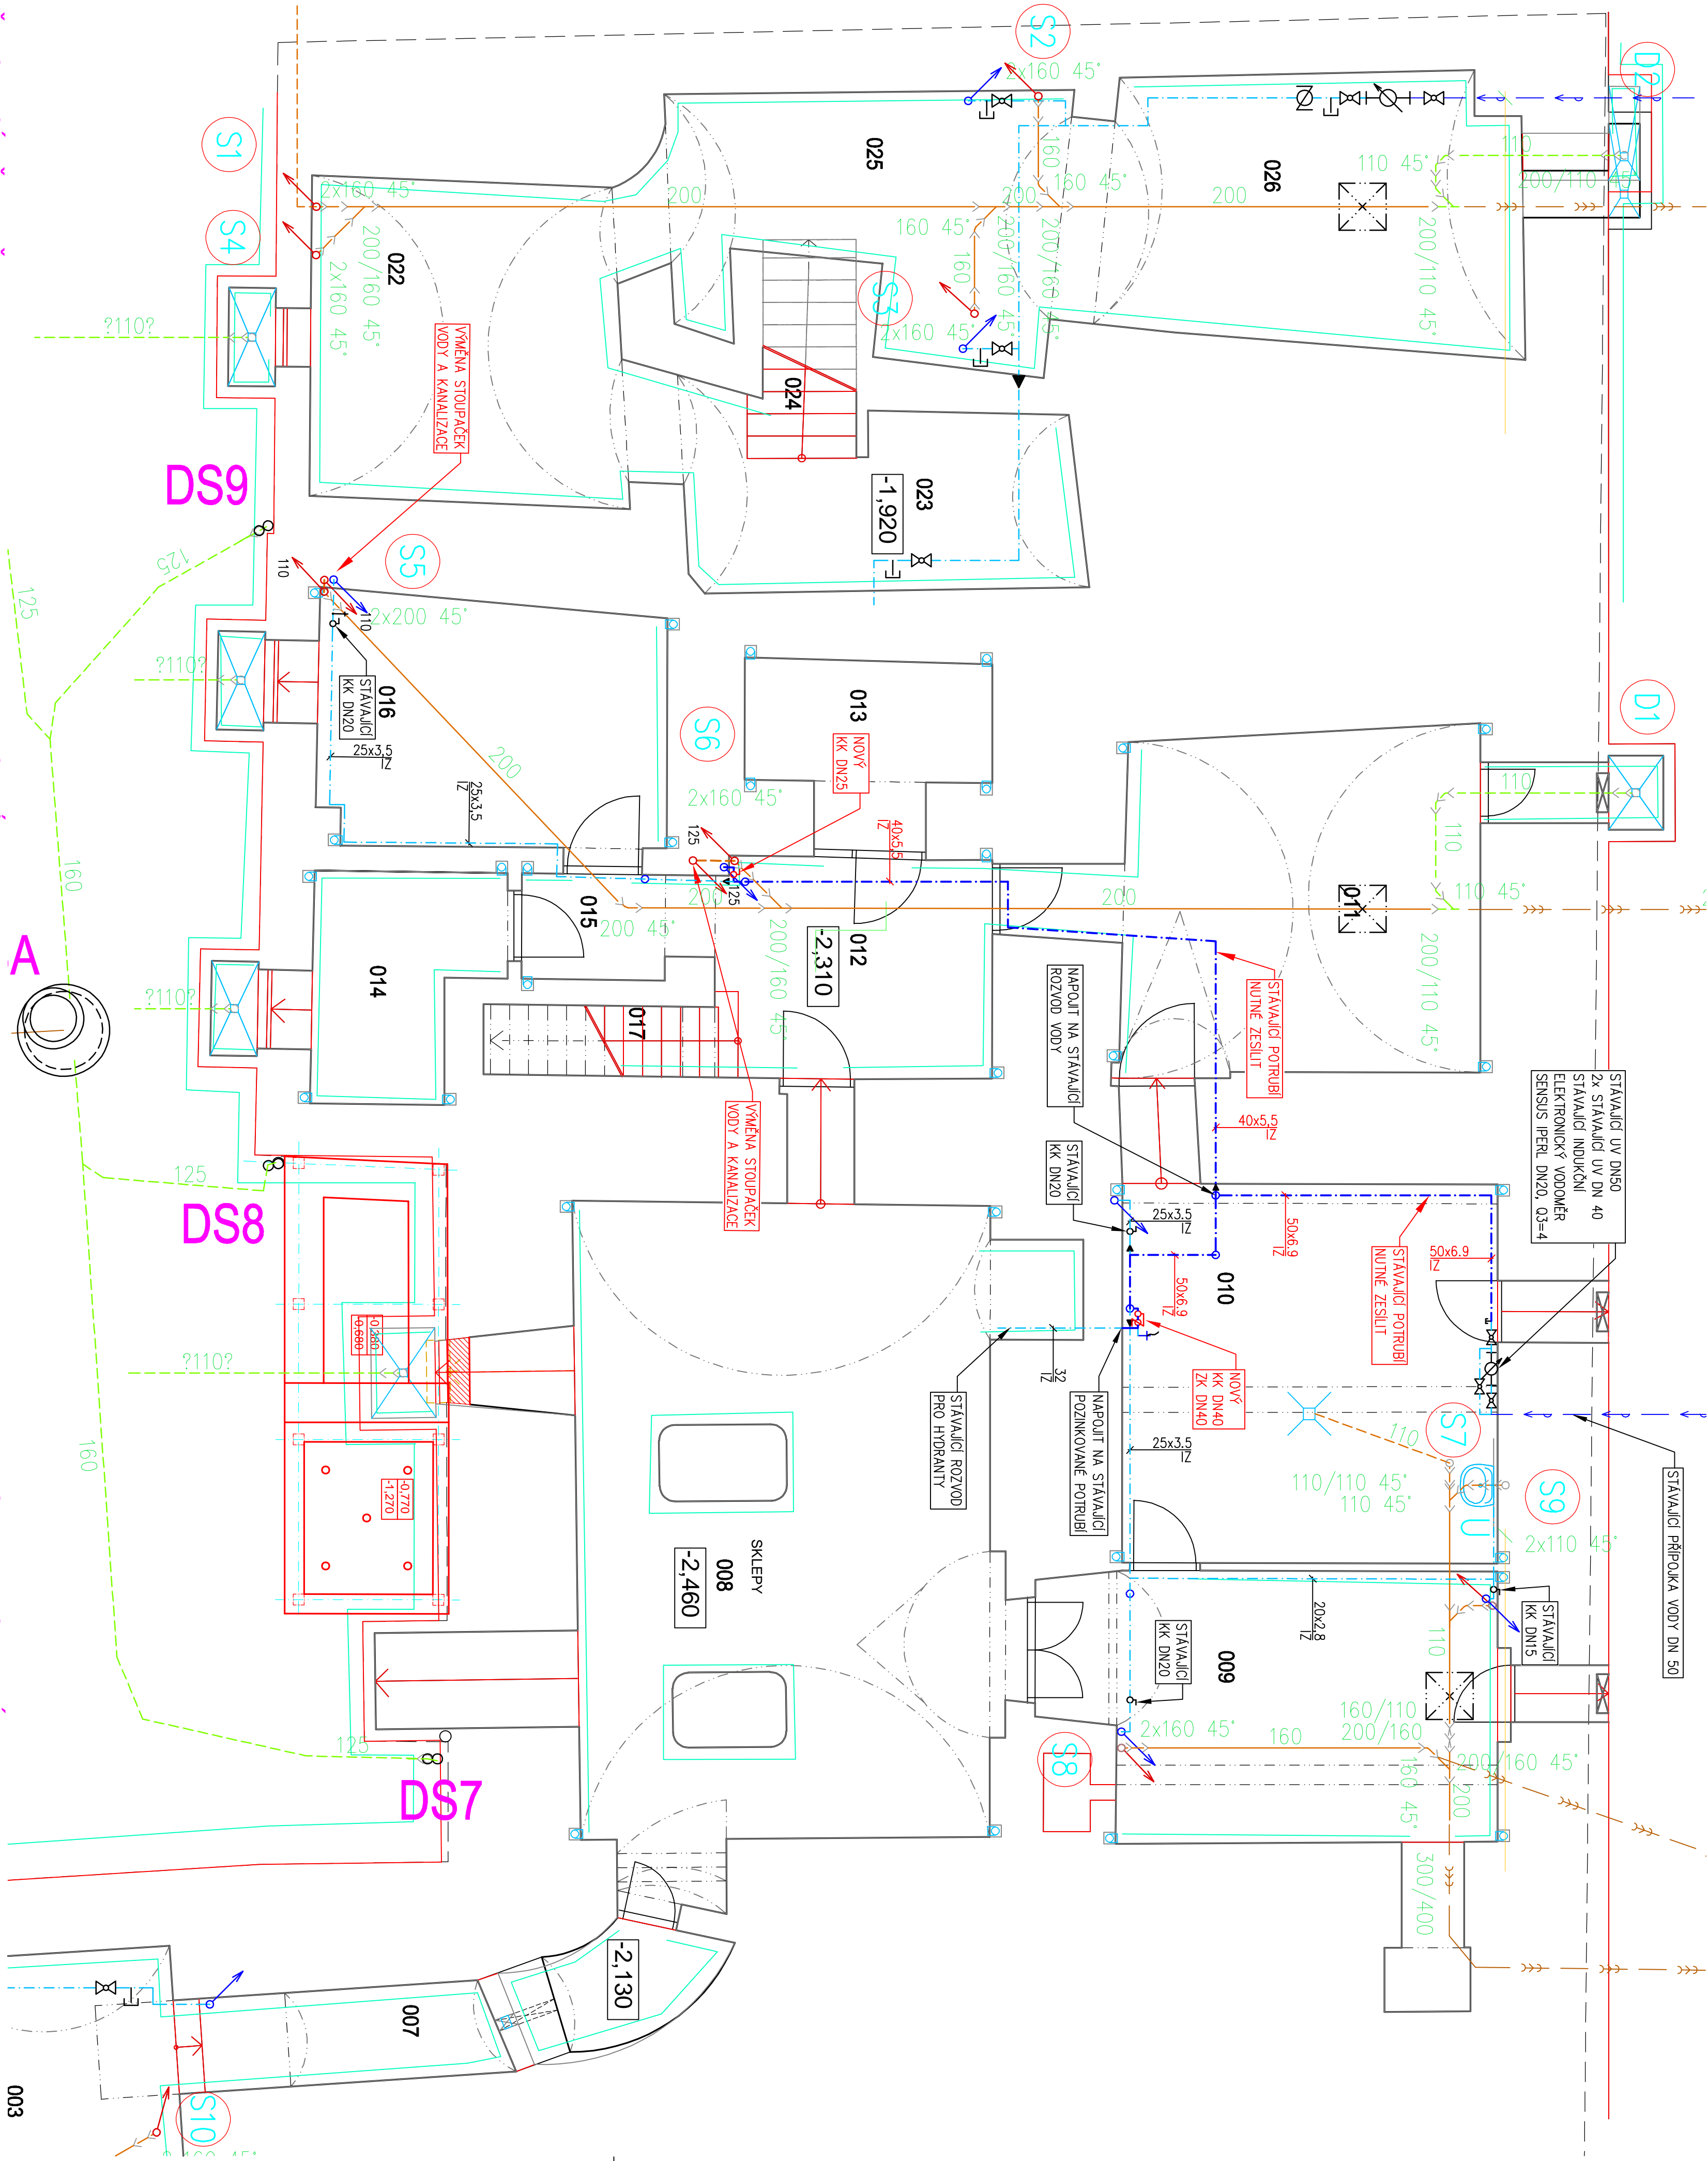 S2
2x160 45°
D2
S1
S4
2x160 45°
200/160 45°
2x160 45°
022
025
026
200
200
200
160
160 45°
160 45°
160
200/160 45°
200/160 45°
110 45°
110
200/110 45°
200/110 45°
S3
2x160 45°
024
023
-1,920
?110?
VÝMĚNA STOUPAČEK
VODY A KANALIZACE
DS9
125
125
S5
110
110
2x200 45°
STÁVAJÍCÍ
KK DN20
016
25x3,5
IZ
25x3,5
IZ
?110?
200
013
S6
NOVÝ
KK DN25
2x160 45°
40x5,5
IZ
125
125
200
200
D1
110
110
110 45°
011
200/110 45°
015
200 45°
012
-2,310
200/160 45°
014
017
?110?
160
A
STÁVAJÍCÍ POTRUBÍ
NUTNÉ ZESÍLIT
NAPOJIT NA STÁVAJÍCÍ
ROZVOD VODY
40x5,5
IZ
STÁVAJÍCÍ UV DN50
2x STÁVAJÍCÍ UV DN 40
STÁVAJÍCÍ INDUKČNÍ
ELEKTRONICKÝ VODOMĚR
SENSUS IPERL DN20, Q3=4
VÝMĚNA STOUPAČEK
VODY A KANALIZACE
STÁVAJÍCÍ
KK DN20
25x3,5
IZ
50x6.9
IZ
50x6.9
IZ
50x6.9
IZ
STÁVAJÍCÍ POTRUBÍ
NUTNÉ ZESÍLIT
010
125
DS8
-0,380
-0,680
?110?
32
IZ
NOVÝ
KK DN40
ZK DN40
NAPOJIT NA STÁVAJÍCÍ
POZINKOVANÉ POTRUBÍ
STÁVAJÍCÍ ROZVOD
PRO HYDRANTY
25x3.5
IZ
110
S7
S9
110/110 45°
110 45°
2x110 45°
STÁVAJÍCÍ PŘÍPOJKA VODY DN 50
160
-0,770
-1,270
SKLEPY
008
-2,460
20x2,8
IZ
STÁVAJÍCÍ
KK DN15
STÁVAJÍCÍ
KK DN20
009
110
160/110
200/160
2x160 45°
160
200/160 45°
160 45°
200
S8
125
DS7
300/400
-2,130
007
S10
003